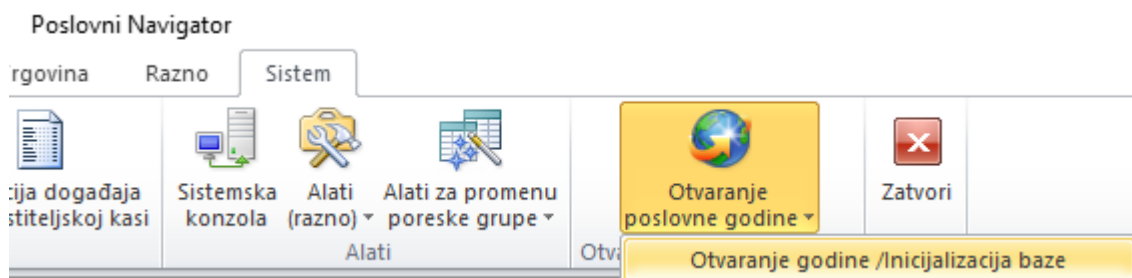 Poslovni Navigator
rgovina Razno Sistem
cija događaja Sistemska Alati Alati za promenu Otvaranje Zatvori
stiteljskoj kasi konzola (razno) poreske grupe poslovne godine
Alati Otva
Otvaranje godine /Inicijalizacija baze